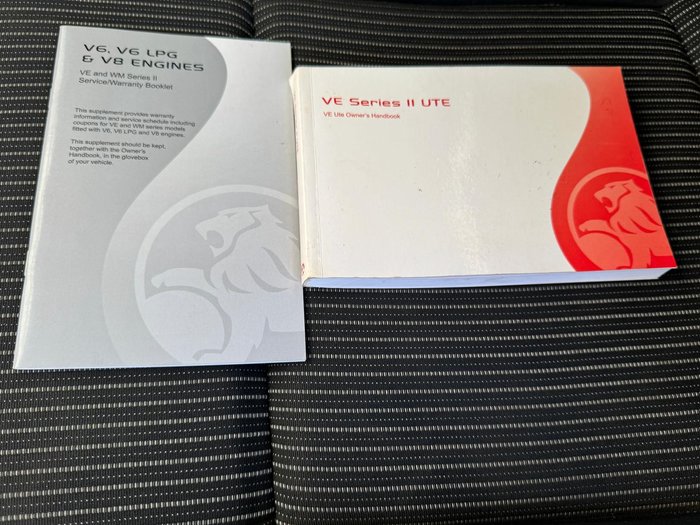 V6, V6 LPG
& V8 ENGINES
VE and WM Series II
Service/Warranty Booklet
This supplement provides warranty
information and service schedule including
coupons for VE and WM series models
fitted with V6, V6 LPG and V8 engines.
This supplement should be kept,
together with the Owner's
Handbook, in the glovebox
of your vehicle.
VE Series II UTE
VE Ute Owner's Handbook